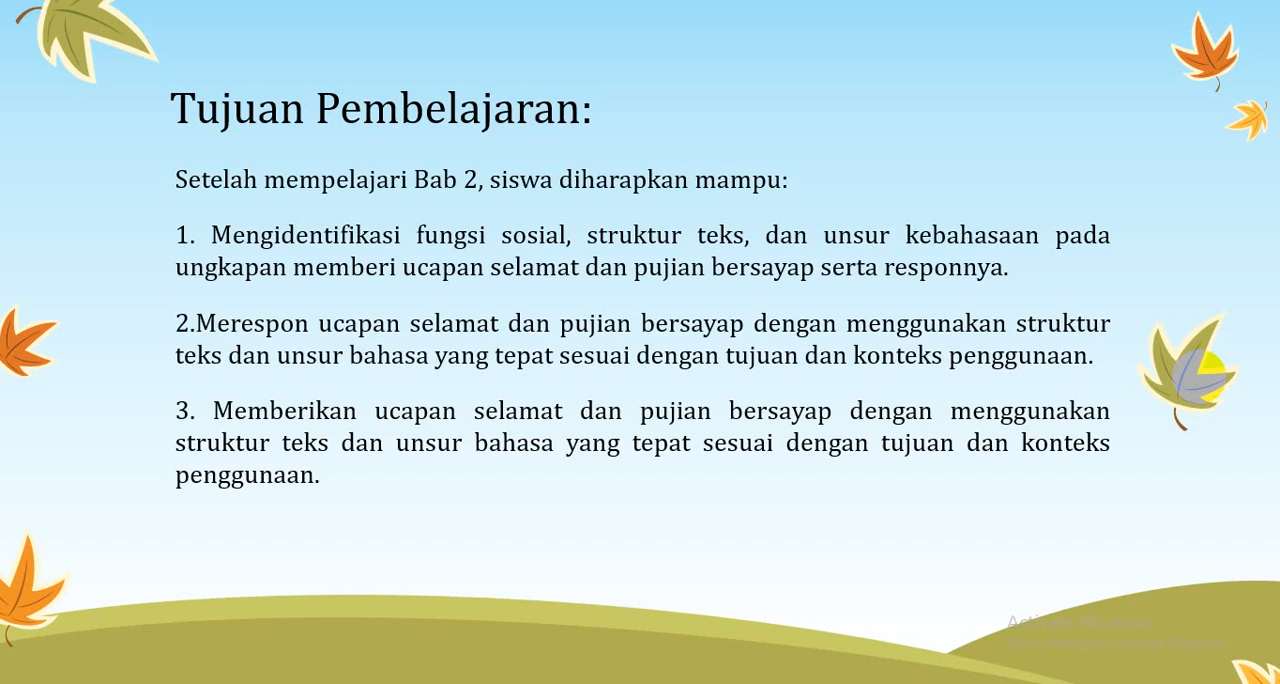 Tujuan Pembelajaran:
Setelah mempelajari Bab 2, siswa diharapkan mampu:
1. Mengidentifikasi fungsi sosial, struktur teks, dan unsur kebahasaan pada
ungkapan memberi ucapan selamat dan pujian bersayap serta responnya.
2.Merespon ucapan selamat dan pujian bersayap dengan menggunakan struktur
teks dan unsur bahasa yang tepat sesuai dengan tujuan dan konteks penggunaan.
3. Memberikan ucapan selamat dan pujian bersayap dengan menggunakan
struktur teks dan unsur bahasa yang tepat sesuai dengan tujuan dan konteks
penggunaan.
Activate Windows